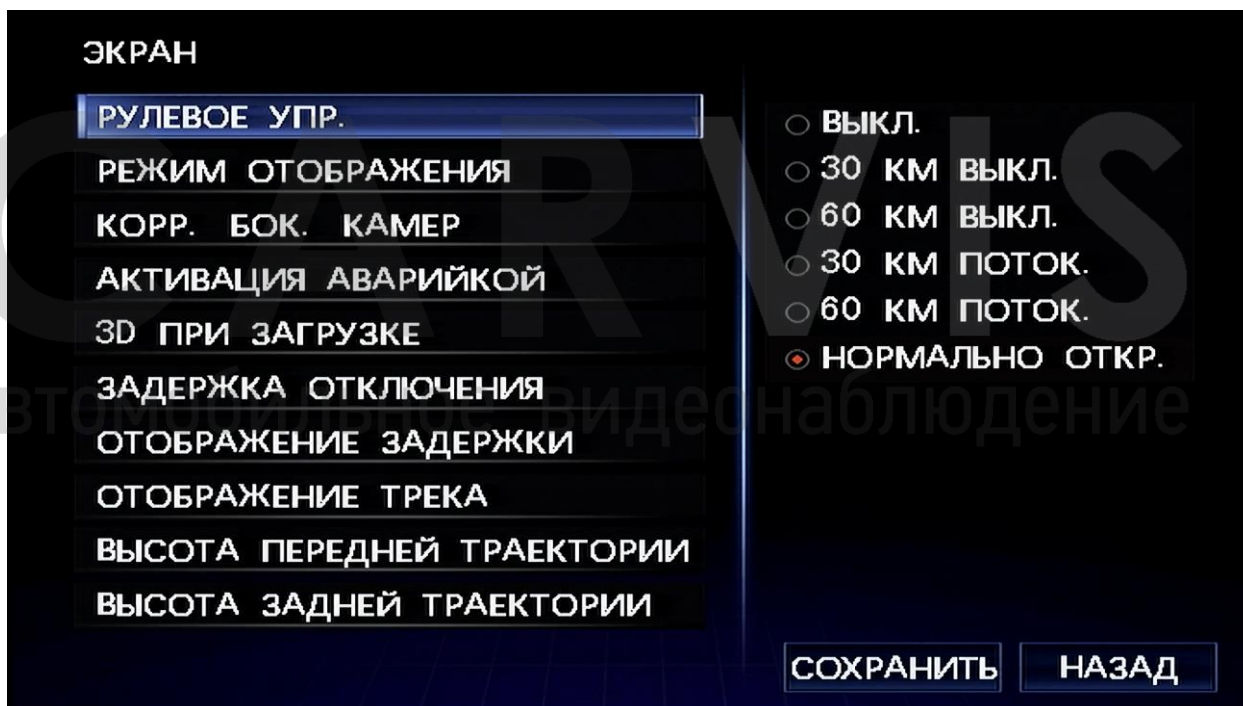 ЭКРАН
РУЛЕВОЕ УПР.
РЕЖИМ ОТОБРАЖЕНИЯ
КОРР. БОК. КАМЕР
АКТИВАЦИЯ АВАРИЙКОЙ
3D ПРИ ЗАГРУЗКЕ
ЗАДЕРЖКА ОТКЛЮЧЕНИЯ
ОТОБРАЖЕНИЕ ЗАДЕРЖКИ
ОТОБРАЖЕНИЕ ТРЕКА
ВЫСОТА ПЕРЕДНЕЙ ТРАЕКТОРИИ
ВЫСОТА ЗАДНЕЙ ТРАЕКТОРИИ
ВЫКЛ.
30 КМ ВЫКЛ.
60 КМ ВЫКЛ.
30 КМ ПОТОК.
60 КМ ПОТОК.
НОРМАЛЬНО ОТКР.
СОХРАНИТЬ
НАЗАД
CARVIS
втомобильное видеонаблюдение